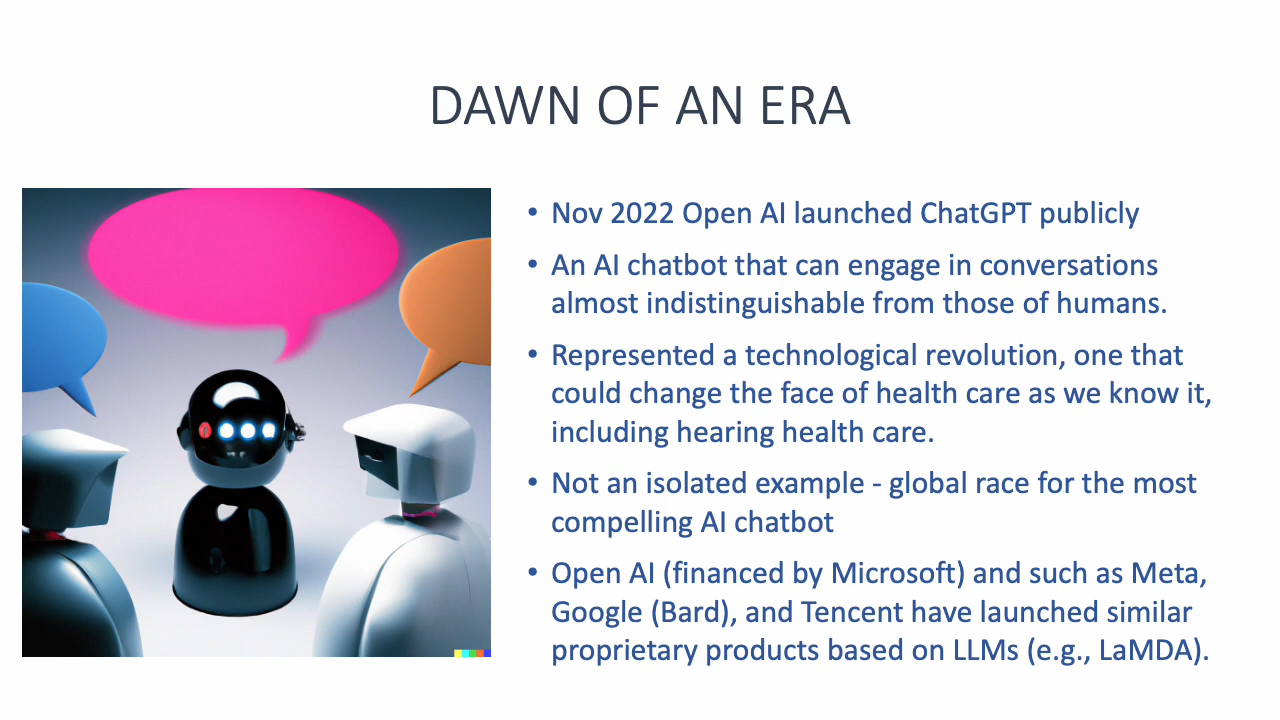 DAWN OF AN ERA
• Nov 2022 Open AI launched ChatGPT publicly
• An AI chatbot that can engage in conversations
almost indistinguishable from those of humans.
• Represented a technological revolution, one that
could change the face of health care as we know it,
including hearing health care.
• Not an isolated example - global race for the most
compelling AI chatbot
• Open AI (financed by Microsoft) and such as Meta,
Google (Bard), and Tencent have launched similar
proprietary products based on LLMs (e.g., LaMDA).